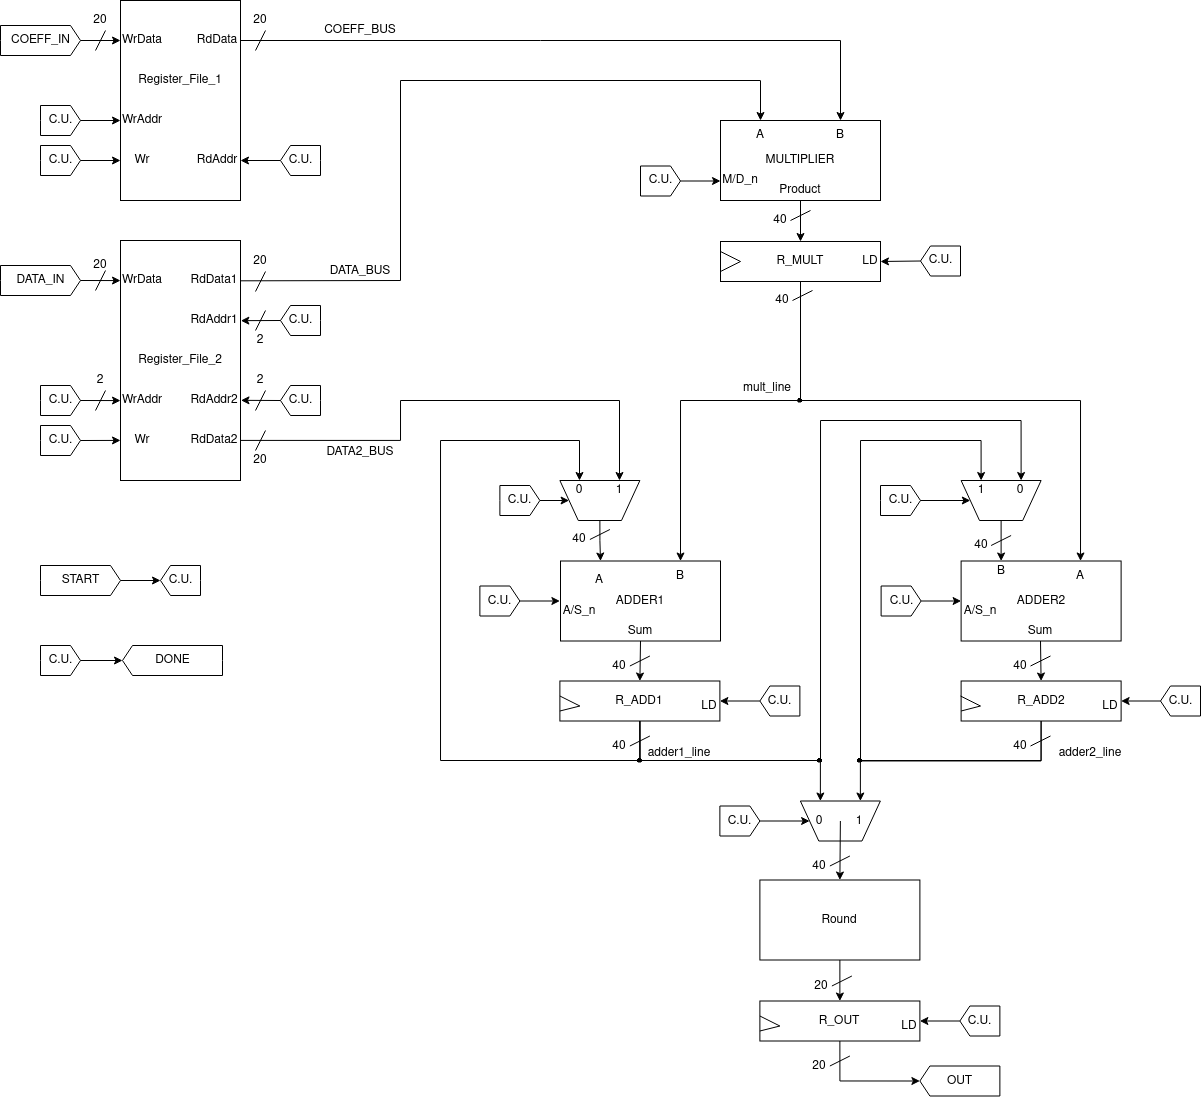 20
20
COEFF_BUS
COEFF_IN
WrData
RdData
Register_File_1
C.U.
WrAddr
C.U.
Wr
RdAddr
C.U.
A
B
MULTIPLIER
C.U.
M/D_n
Product
40
20
20
DATA_BUS
R_MULT
LD
C.U.
DATA_IN
WrData
RdData1
40
RdAddr1
C.U.
2
Register_File_2
2
2
mult_line
C.U.
WrAddr
RdAddr2
C.U.
C.U.
Wr
RdData2
20
DATA2_BUS
C.U.
0
1
C.U.
1
0
40
40
START
C.U.
A
B
B
A
C.U.
ADDER1
A/S_n
Sum
C.U.
ADDER2
A/S_n
Sum
C.U.
DONE
40
40
R_ADD1
LD
C.U.
R_ADD2
LD
C.U.
40
adder1_line
40
adder2_line
C.U.
0
1
40
Round
20
R_OUT
LD
C.U.
20
OUT